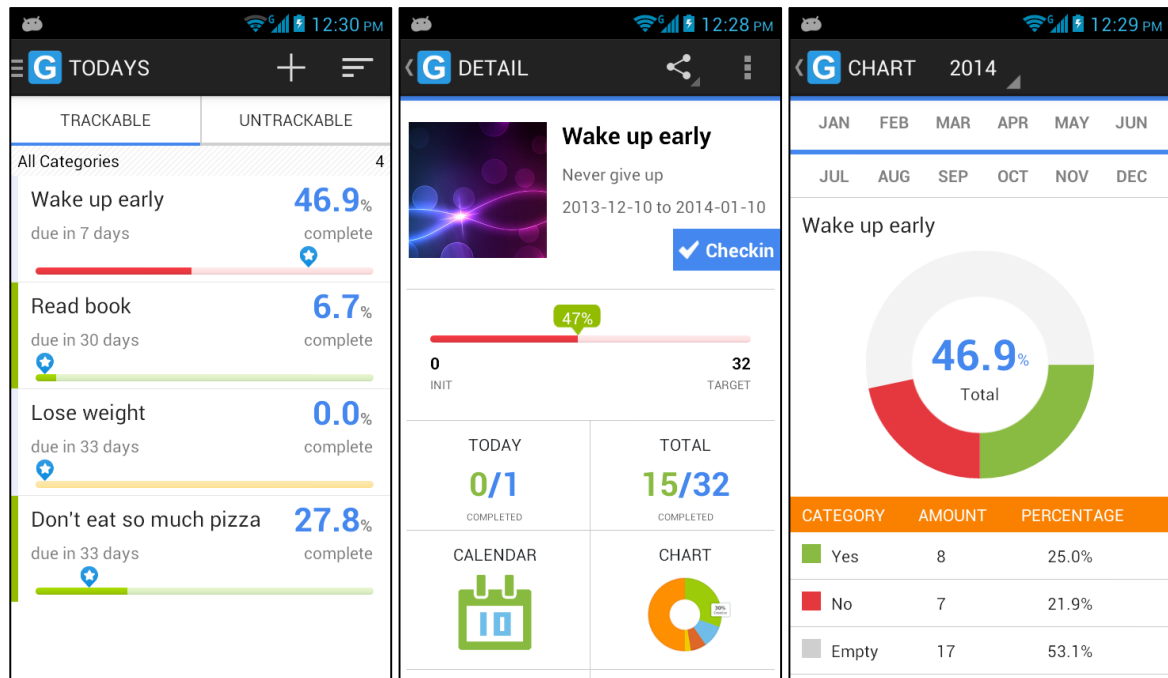 12:30 PM
G TODAYS
TRACKABLE UNTRACKABLE
All Categories 4
Wake up early 46.9%
due in 7 days complete
Read book 6.7%
due in 30 days complete
Lose weight 0.0%
due in 33 days complete
Don't eat so much pizza 27.8%
due in 33 days complete
G 12:28 PM
G DETAIL
Wake up early
Never give up
2013-12-10 to 2014-01-10
Checkin
47%
0 32
INIT TARGET
TODAY TOTAL
0/1 15/32
COMPLETED COMPLETED
CALENDAR CHART
10 30%
G 12:29 PM
G CHART 2014
JAN FEB MAR APR MAY JUN
JUL AUG SEP OCT NOV DEC
Wake up early
46.9%
Total
CATEGORY AMOUNT PERCENTAGE
Yes 8 25.0%
No 7 21.9%
Empty 17 53.1%